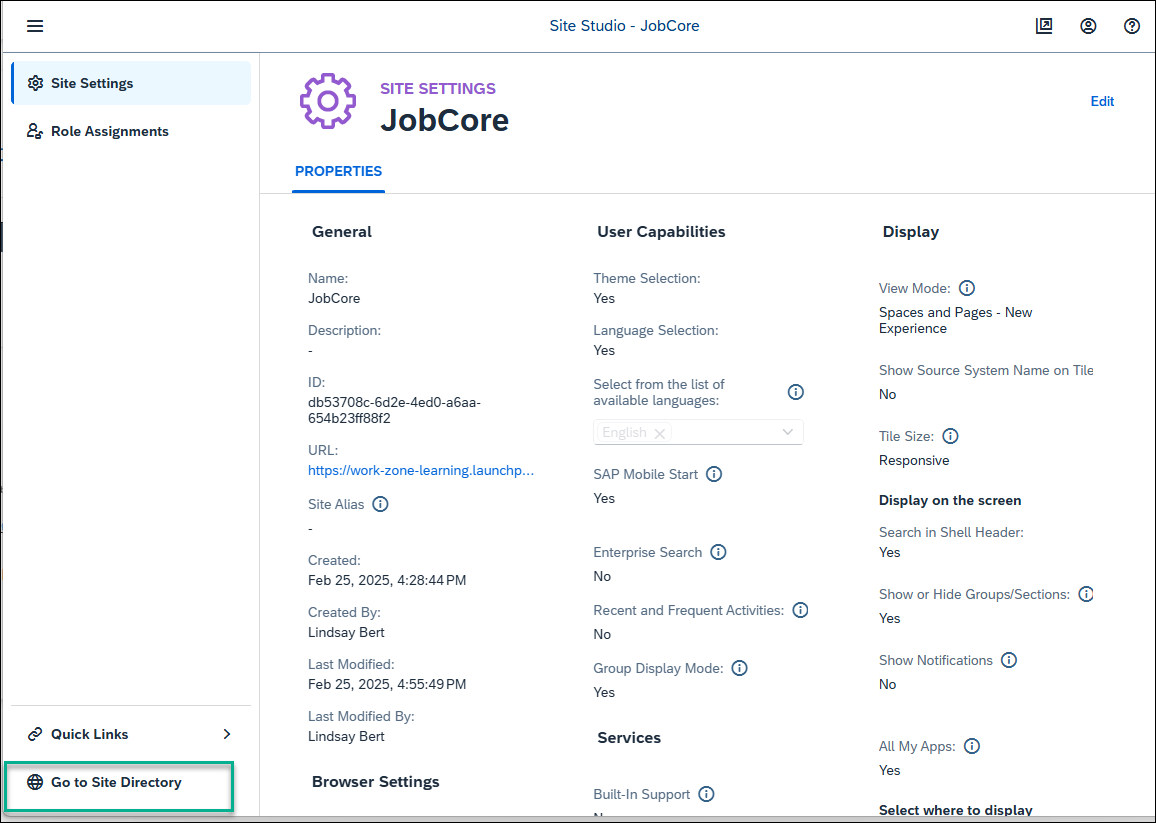 Site Studio - JobCore
Site Settings
Role Assignments
Quick Links
Go to Site Directory
SITE SETTINGS
JobCore
Edit
PROPERTIES
General
Name:
JobCore
Description:
-
ID:
db53708c-6d2e-4ed0-a6aa-
654b23ff88f2
URL:
https://work-zone-learning.launchp...
Site Alias
-
Created:
Feb 25, 2025, 4:28:44 PM
Created By:
Lindsay Bert
Last Modified:
Feb 25, 2025, 4:55:49 PM
Last Modified By:
Lindsay Bert
Browser Settings
User Capabilities
Theme Selection:
Yes
Language Selection:
Yes
Select from the list of
available languages:
English
SAP Mobile Start
Yes
Enterprise Search
No
Recent and Frequent Activities:
No
Group Display Mode:
Yes
Services
Built-In Support
Display
View Mode:
Spaces and Pages - New
Experience
Show Source System Name on Tile
No
Tile Size:
Responsive
Display on the screen
Search in Shell Header:
Yes
Show or Hide Groups/Sections:
Yes
Show Notifications
No
All My Apps:
Yes
Select where to display